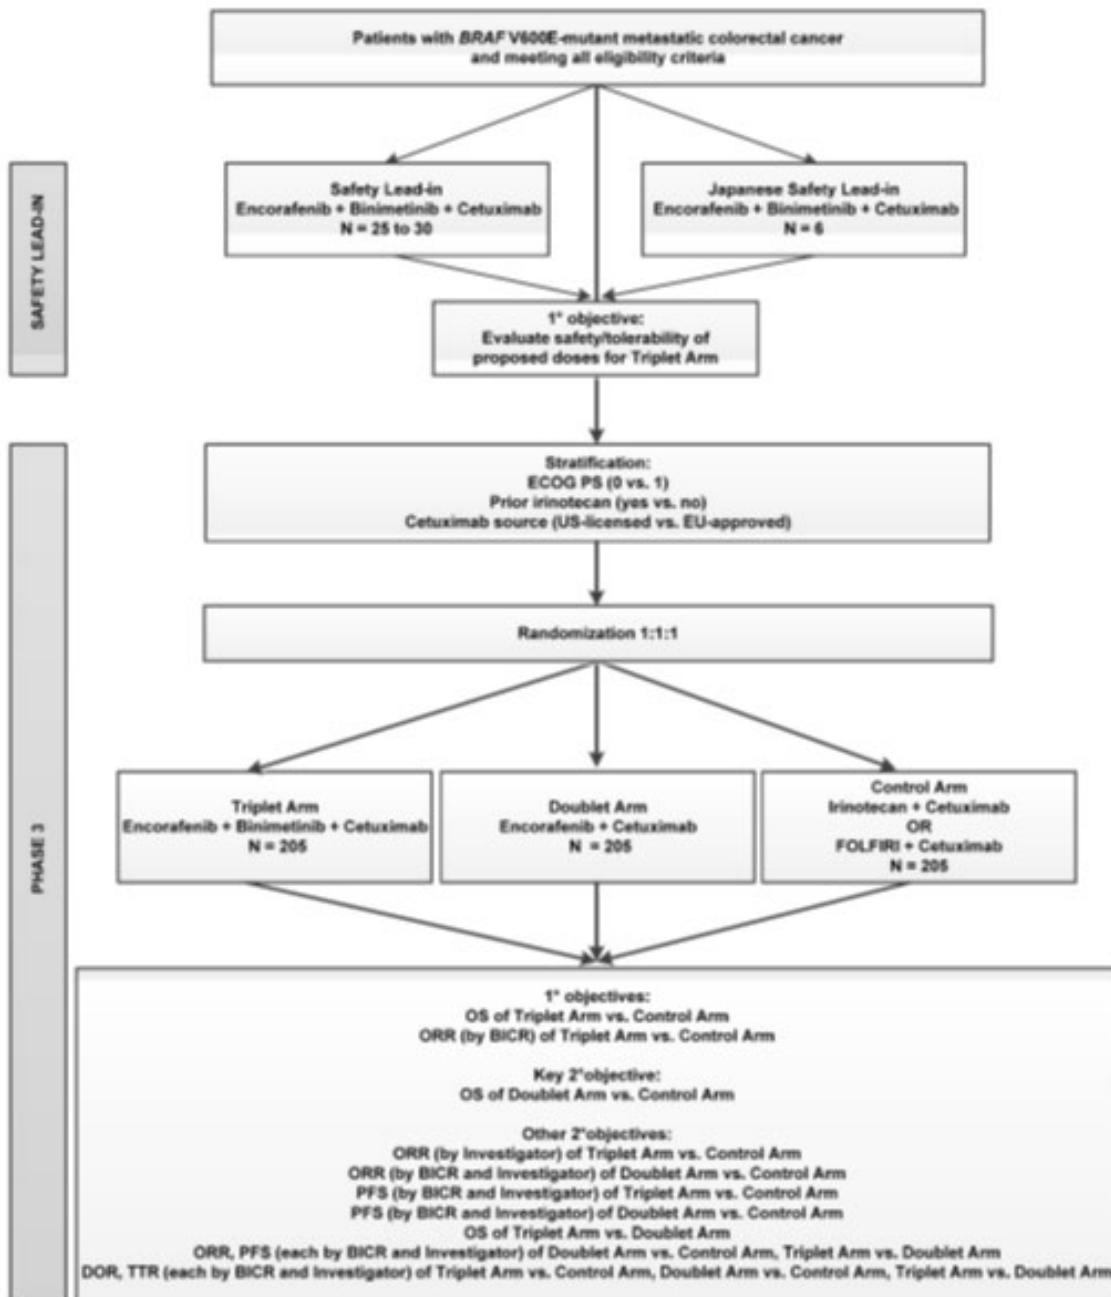 Patients with BRAF V600E-mutant metastatic colorectal cancer
and meeting all eligibility criteria
SAFETY LEAD-IN
Safety Lead-in
Encorafenib + Binimetinib + Cetuximab
N = 25 to 30
Japanese Safety Lead-in
Encorafenib + Binimetinib + Cetuximab
N = 6
1° objective:
Evaluate safety/tolerability of
proposed doses for Triplet Arm
PHASE 3
Stratification:
ECOG PS (0 vs. 1)
Prior irinotecan (yes vs. no)
Cetuximab source (US-licensed vs. EU-approved)
Randomization 1:1:1
Triplet Arm
Encorafenib + Binimetinib + Cetuximab
N = 205
Doublet Arm
Encorafenib + Cetuximab
N = 205
Control Arm
Irinotecan + Cetuximab
OR
FOLFIRI + Cetuximab
N = 205
1° objectives:
OS of Triplet Arm vs. Control Arm
ORR (by BICR) of Triplet Arm vs. Control Arm
Key 2°objective:
OS of Doublet Arm vs. Control Arm
Other 2°objectives:
ORR (by Investigator) of Triplet Arm vs. Control Arm
ORR (by BICR and Investigator) of Doublet Arm vs. Control Arm
PFS (by BICR and Investigator) of Triplet Arm vs. Control Arm
PFS (by BICR and Investigator) of Doublet Arm vs. Control Arm
OS of Triplet Arm vs. Doublet Arm
ORR, PFS (each by BICR and Investigator) of Doublet Arm vs. Control Arm, Triplet Arm vs. Doublet Arm
DOR, TTR (each by BICR and Investigator) of Triplet Arm vs. Control Arm, Doublet Arm vs. Control Arm, Triplet Arm vs. Doublet Arm